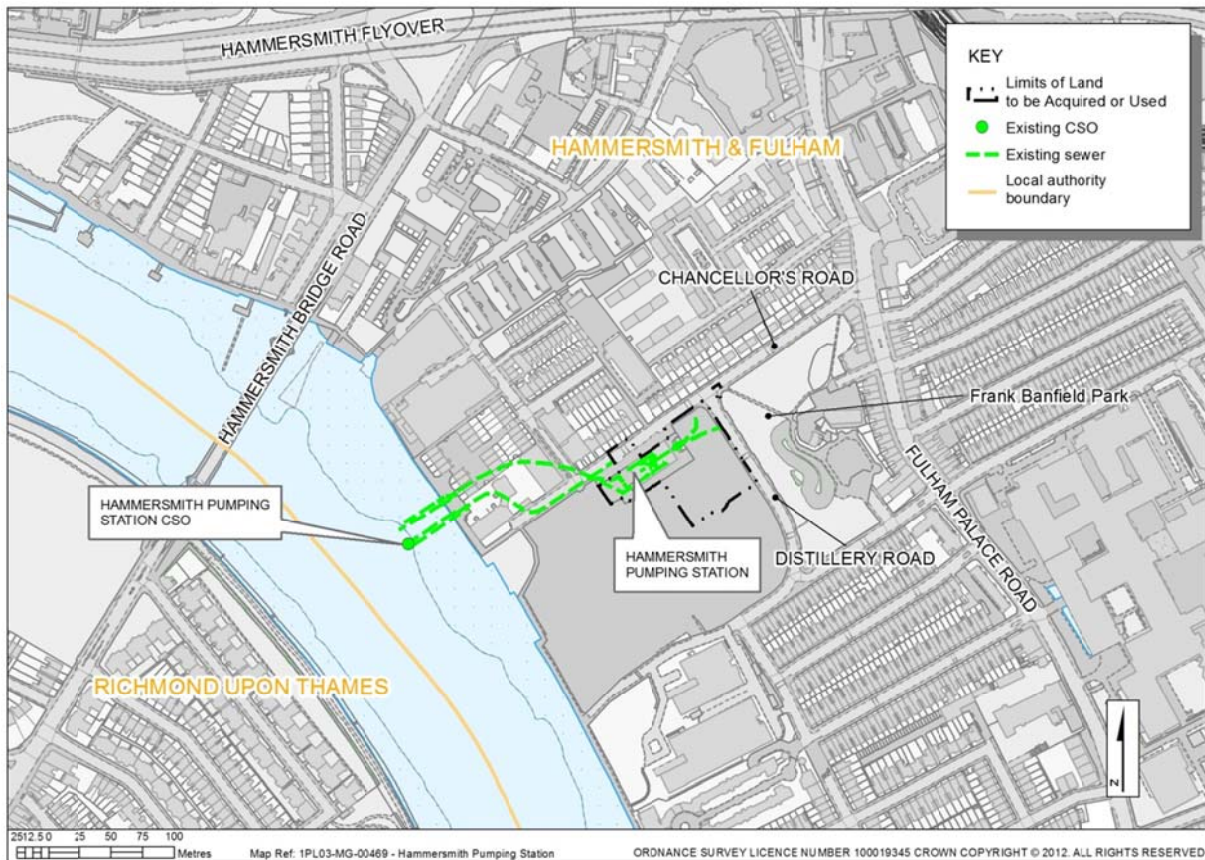 HAMMERSMITH FLYOVER
KEY
Limits of Land
to be Acquired or Used
Existing CSO
Existing sewer
Local authority
boundary
HAMMERSMITH & FULHAM
HAMMERSMITH BRIDGE ROAD
CHANCELLOR'S ROAD
Frank Banfield Park
FULHAM PALACE ROAD
HAMMERSMITH PUMPING
STATION CSO
HAMMERSMITH
PUMPING STATION
DISTILLERY ROAD
RICHMOND UPON THAMES
N
2512.5 0 25 50 75 100
Metres
Map Ref: 1PL03-MG-00469 - Hammersmith Pumping Station
ORDNANCE SURVEY LICENCE NUMBER 100019345 CROWN COPYRIGHT © 2012. ALL RIGHTS RESERVED